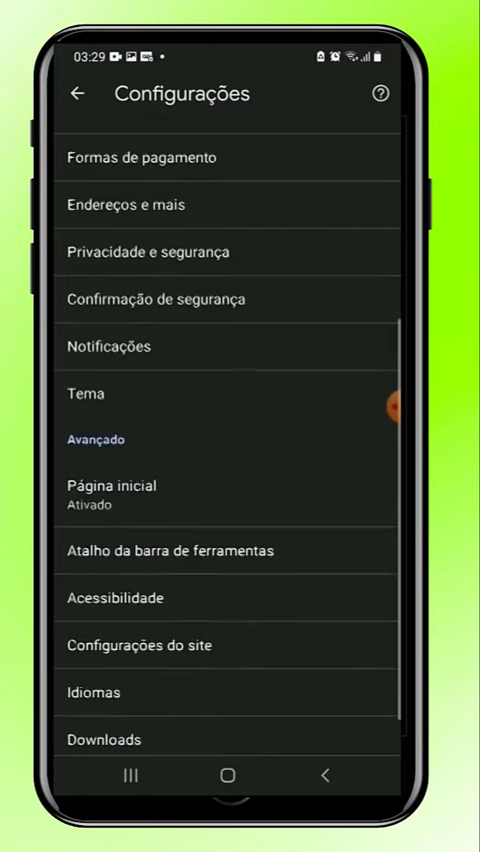 03:29
Configurações
Formas de pagamento
Endereços e mais
Privacidade e segurança
Confirmação de segurança
Notificações
Tema
Avançado
Página inicial
Ativado
Atalho da barra de ferramentas
Acessibilidade
Configurações do site
Idiomas
Downloads